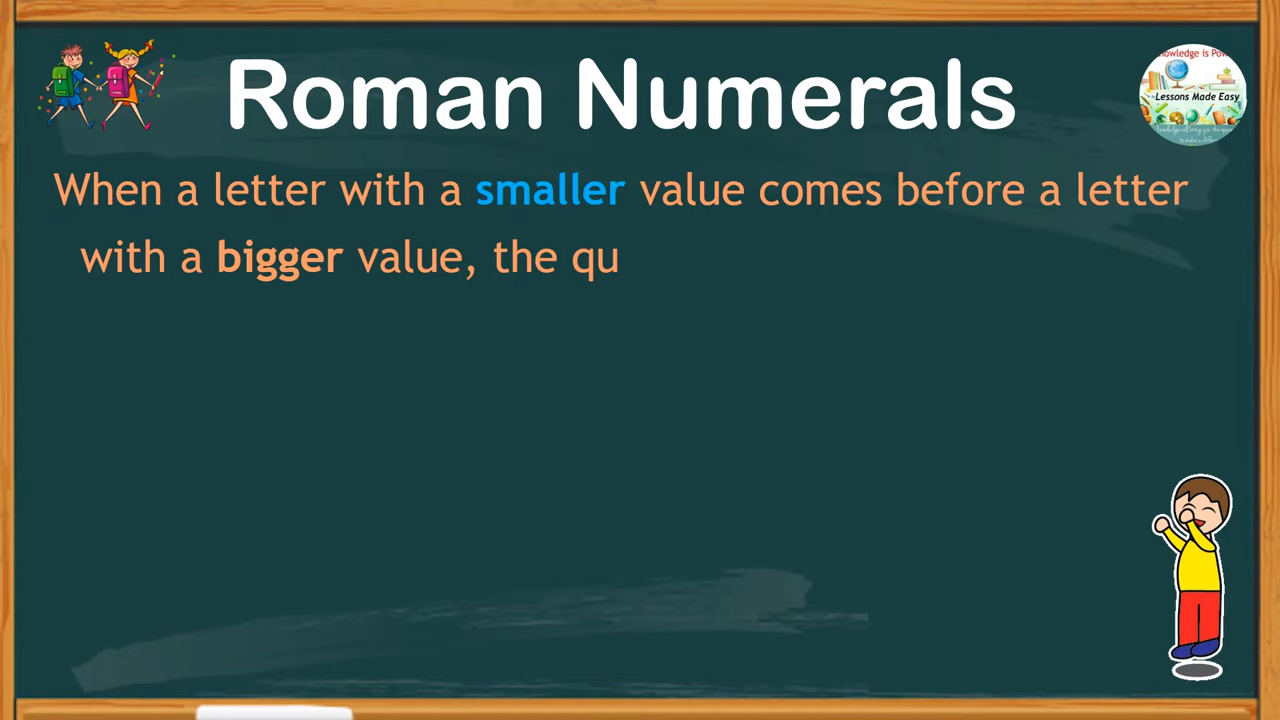 Roman Numerals
Lessons Made Easy
When a letter with a smaller value comes before a letter
with a bigger value, the qu